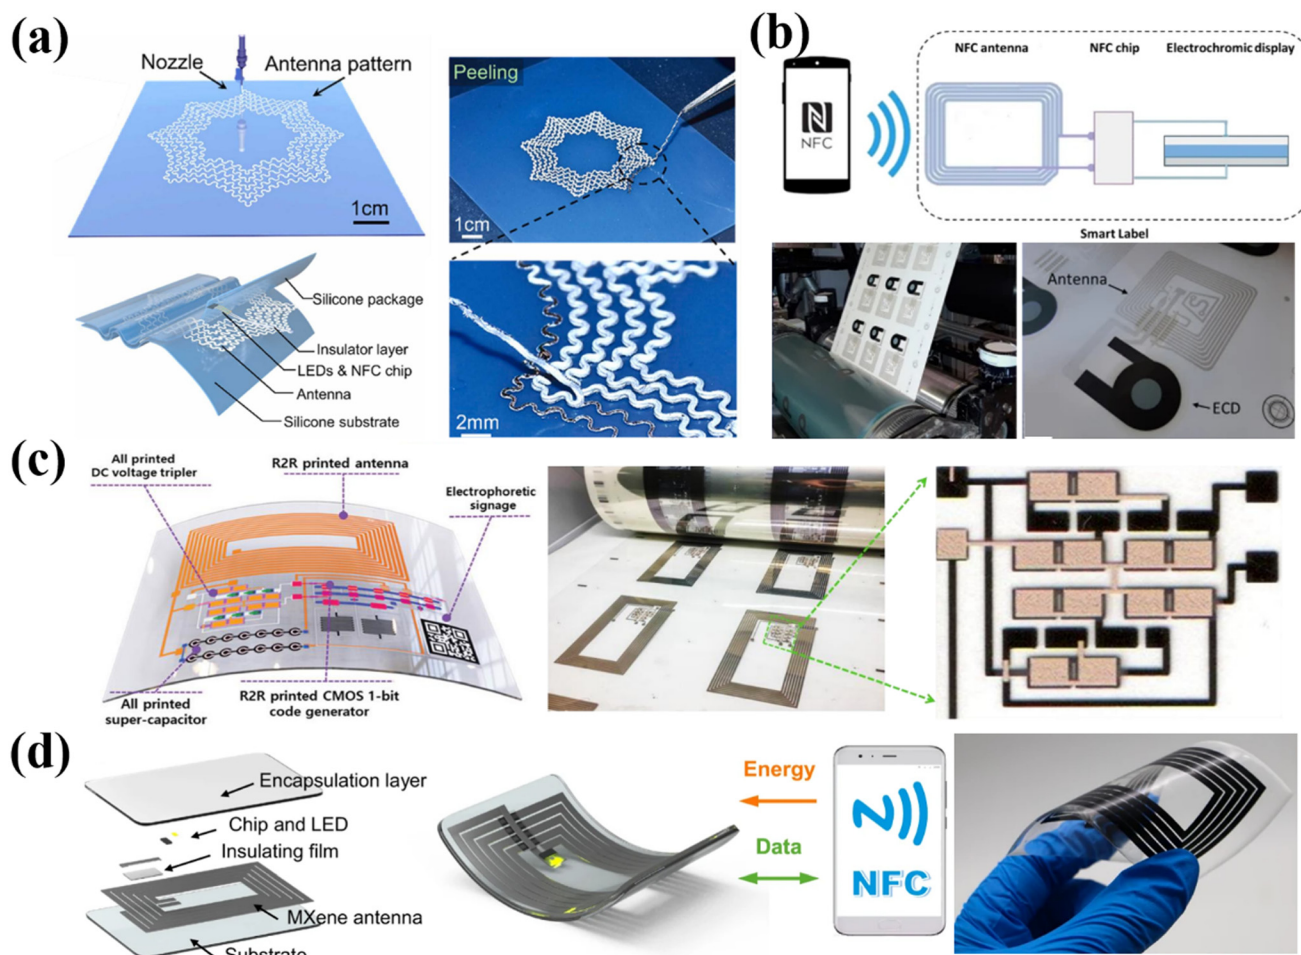 (a)
Nozzle
Antenna pattern
1cm
Peeling
1cm
Silicone package
Insulator layer
LEDs & NFC chip
Antenna
Silicone substrate
2mm
(b)
NFC antenna
NFC chip
Electrochromic display
NFC
Smart Label
Antenna
ECD
(c)
All printed
DC voltage tripler
R2R printed antenna
Electrophoretic
signage
All printed
super-capacitor
R2R printed CMOS 1-bit
code generator
(d)
Encapsulation layer
Chip and LED
Insulating film
MXene antenna
Substrate
Energy
Data
NFC